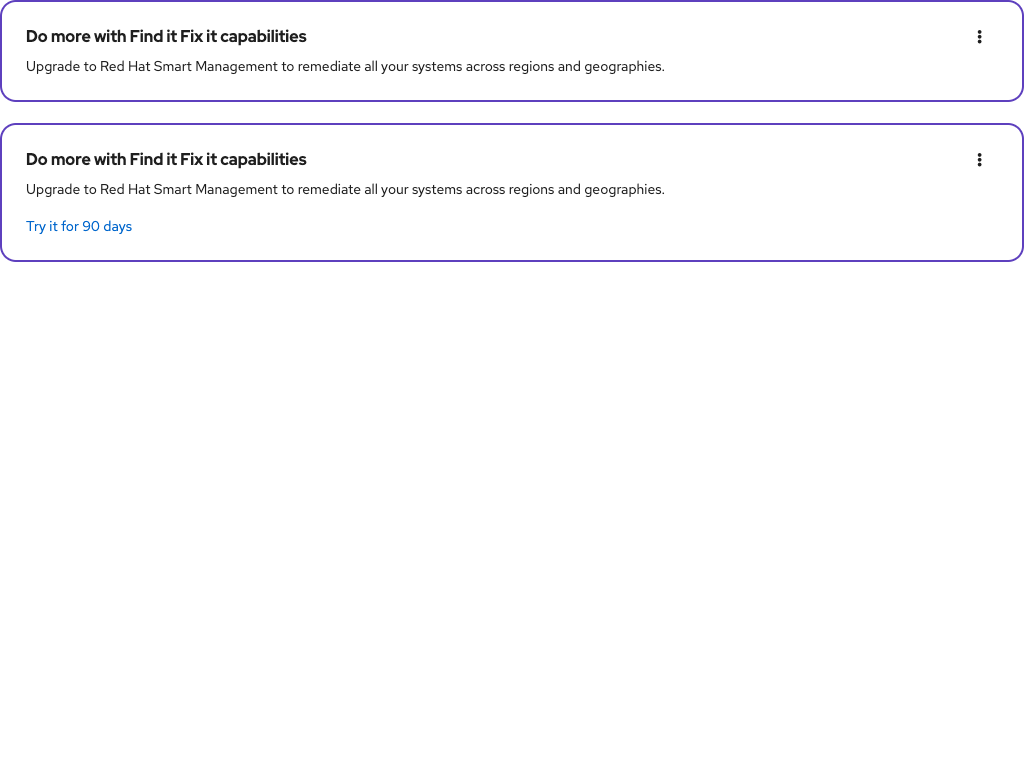 Do more with Find it Fix it capabilities
Upgrade to Red Hat Smart Management to remediate all your systems across regions and geographies.
Do more with Find it Fix it capabilities
Upgrade to Red Hat Smart Management to remediate all your systems across regions and geographies.
Try it for 90 days